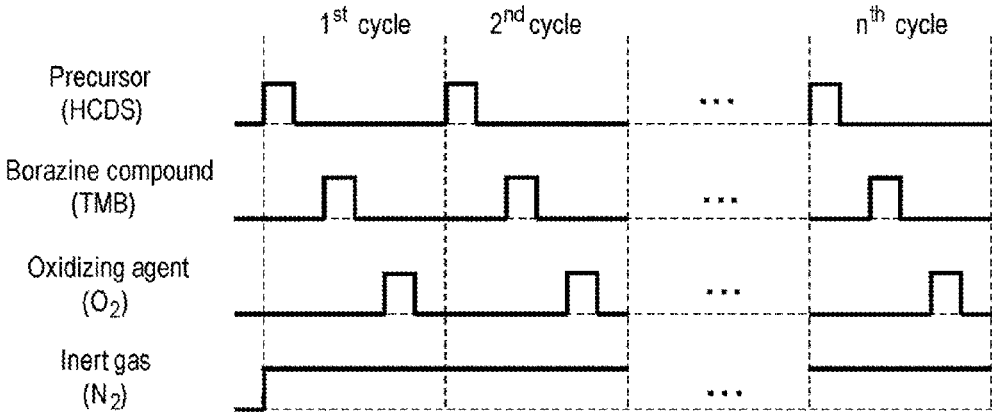 1st cycle 2nd cycle nth cycle
Precursor
(HCDS)
...
Borazine compound
(TMB)
...
Oxidizing agent
(O2)
...
Inert gas
(N2)
...